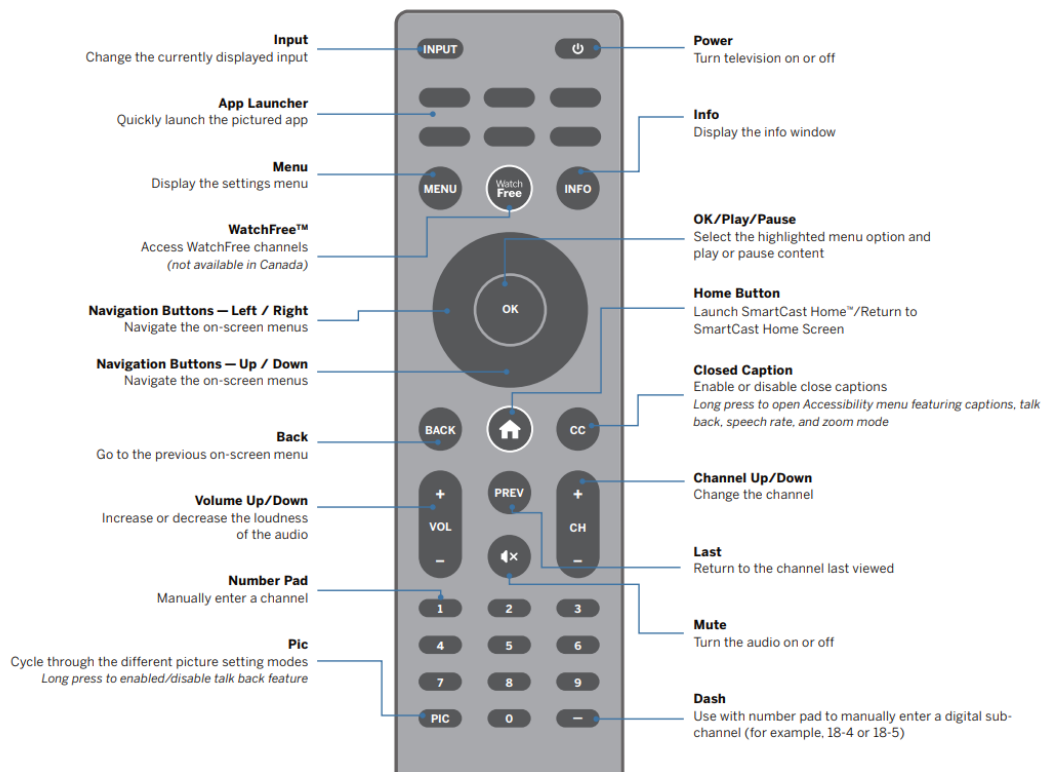 Input
Change the currently displayed input
App Launcher
Quickly launch the pictured app
Menu
Display the settings menu
WatchFree™
Access WatchFree channels
(not available in Canada)
Navigation Buttons — Left / Right
Navigate the on-screen menus
Navigation Buttons — Up / Down
Navigate the on-screen menus
Back
Go to the previous on-screen menu
Volume Up/Down
Increase or decrease the loudness
of the audio
Number Pad
Manually enter a channel
Pic
Cycle through the different picture setting modes
Long press to enabled/disable talk back feature
INPUT
MENU
Watch
Free
INFO
OK
BACK
CC
+
VOL
–
PREV
+
CH
–
1 2 3
4 5 6
7 8 9
PIC 0 –
Power
Turn television on or off
Info
Display the info window
OK/Play/Pause
Select the highlighted menu option and
play or pause content
Home Button
Launch SmartCast Home™/Return to
SmartCast Home Screen
Closed Caption
Enable or disable close captions
Long press to open Accessibility menu featuring captions, talk
back, speech rate, and zoom mode
Channel Up/Down
Change the channel
Last
Return to the channel last viewed
Mute
Turn the audio on or off
Dash
Use with number pad to manually enter a digital sub-
channel (for example, 18-4 or 18-5)